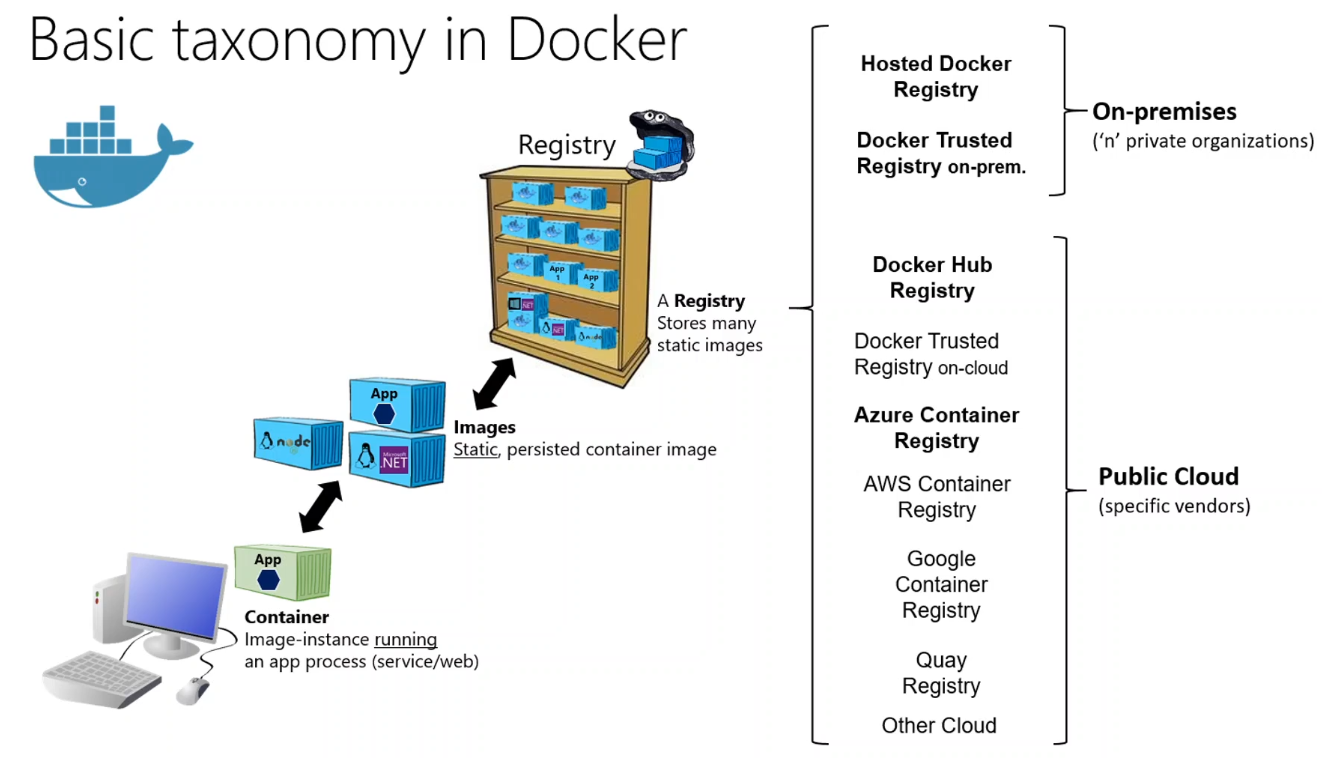 Basic taxonomy in Docker
Registry
App
1
App
2
.NET
.NET
node
A Registry
Stores many
static images
App
node
Microsoft
.NET
Images
Static, persisted container image
App
Container
Image-instance running
an app process (service/web)
Hosted Docker
Registry
Docker Trusted
Registry on-prem.
On-premises
(‘n’ private organizations)
Docker Hub
Registry
Docker Trusted
Registry on-cloud
Azure Container
Registry
AWS Container
Registry
Google
Container
Registry
Quay
Registry
Other Cloud
Public Cloud
(specific vendors)